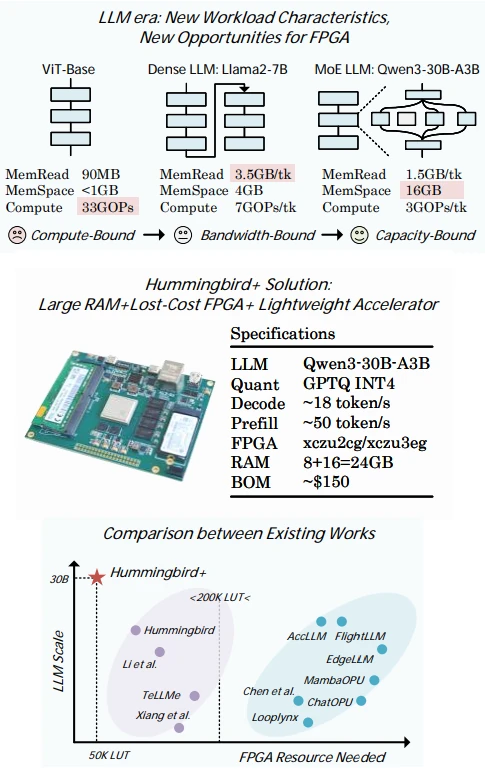 LLM era: New Workload Characteristics,
New Opportunities for FPGA
ViT-Base
Dense LLM: Llama2-7B
MoE LLM: Qwen3-30B-A3B
MemRead 90MB
MemSpace <1GB
Compute 33GOPs
MemRead 3.5GB/tk
MemSpace 4GB
Compute 7GOPs/tk
MemRead 1.5GB/tk
MemSpace 16GB
Compute 3GOPs/tk
Compute-Bound
Bandwidth-Bound
Capacity-Bound
Hummingbird+ Solution:
Large RAM+Lost-Cost FPGA+ Lightweight Accelerator
Specifications
LLM Qwen3-30B-A3B
Quant GPTQ INT4
Decode ~18 token/s
Prefill ~50 token/s
FPGA xczu2cg/xczu3eg
RAM 8+16=24GB
BOM ~$150
Comparison between Existing Works
30B
Hummingbird+
<200K LUT<
Hummingbird
Li et al.
TeLLMe
Xiang et al.
AccLLM
FlightLLM
EdgeLLM
MambaOPU
Chen et al.
ChatOPU
Looplynx
LLM Scale
50K LUT
FPGA Resource Needed